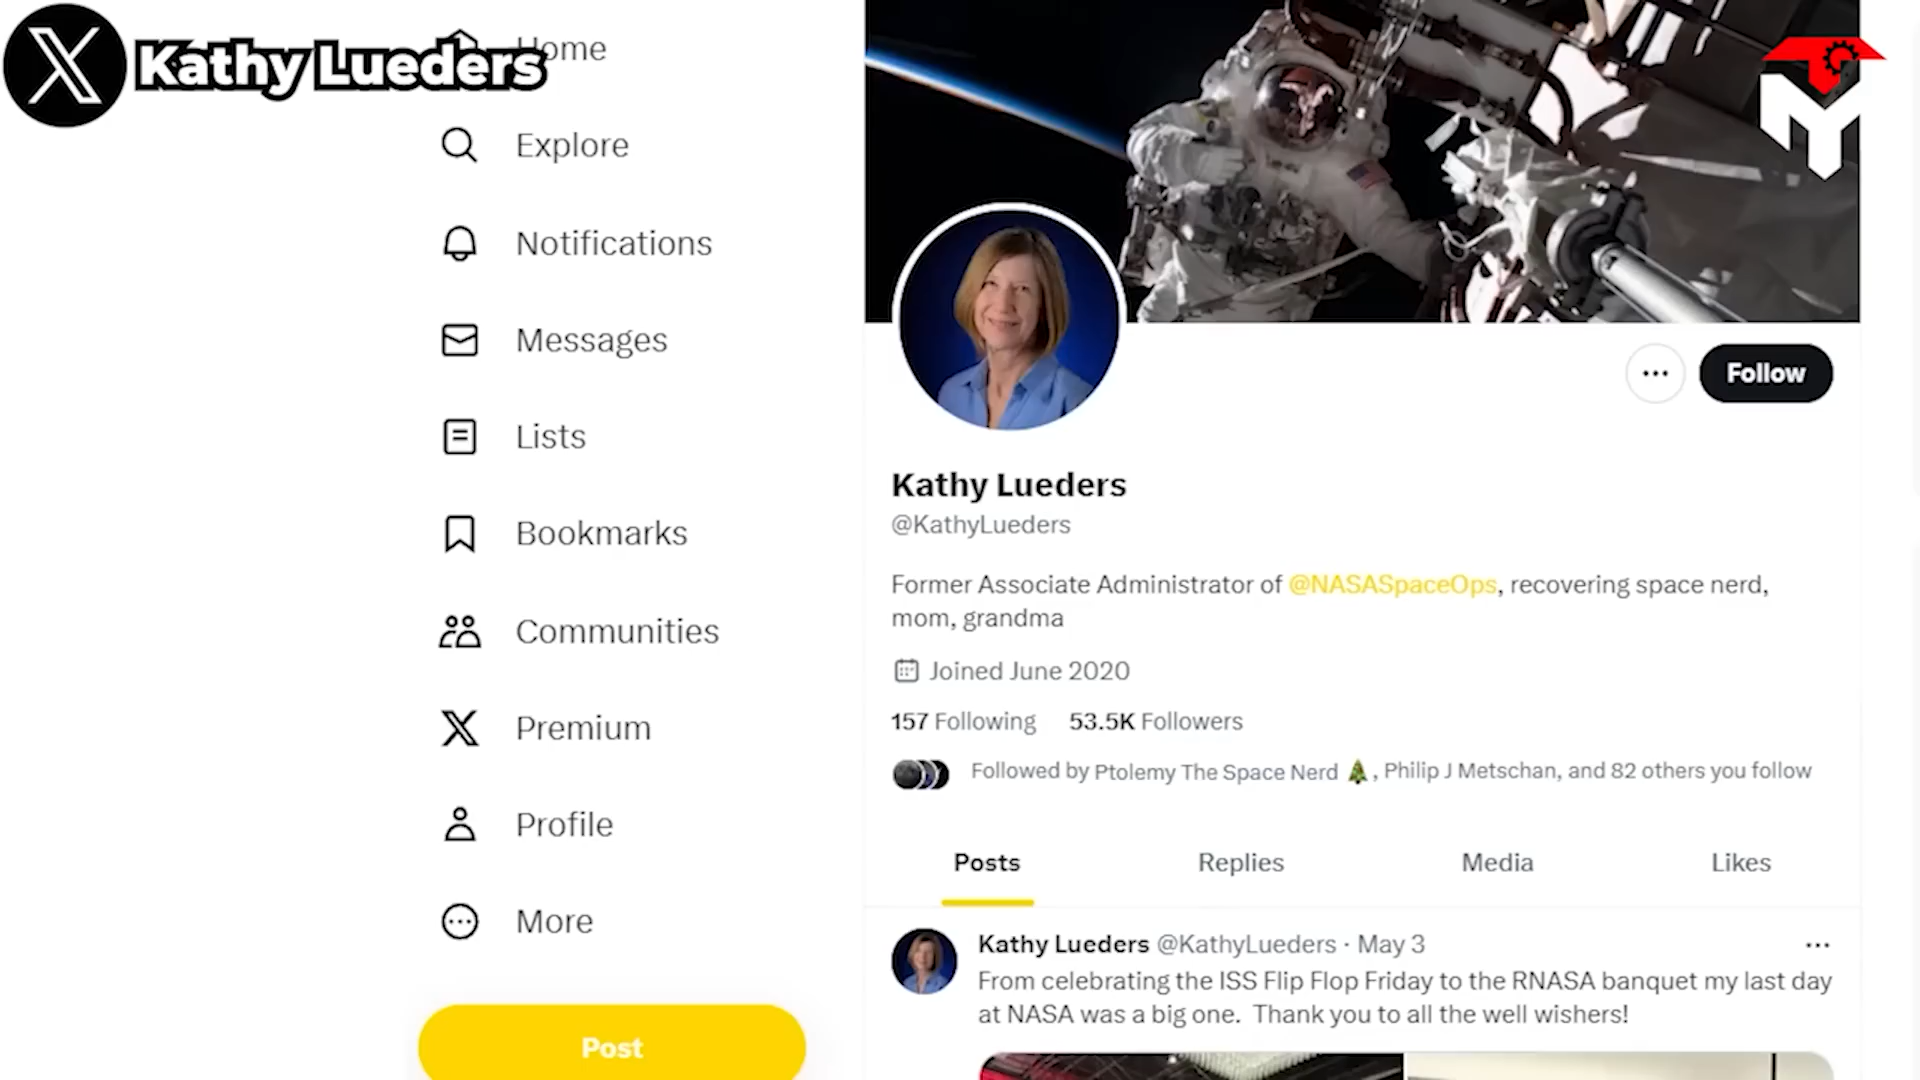 Kathy Lueders
Home
Explore
Notifications
Messages
Lists
Bookmarks
Communities
Premium
Profile
More
Post
Follow
Kathy Lueders
@KathyLueders
Former Associate Administrator of @NASASpaceOps, recovering space nerd,
mom, grandma
Joined June 2020
157 Following 53.5K Followers
Followed by Ptolemy The Space Nerd 🎄, Philip J Metschan, and 82 others you follow
Posts Replies Media Likes
Kathy Lueders @KathyLueders · May 3
From celebrating the ISS Flip Flop Friday to the RNASA banquet my last day
at NASA was a big one. Thank you to all the well wishers!